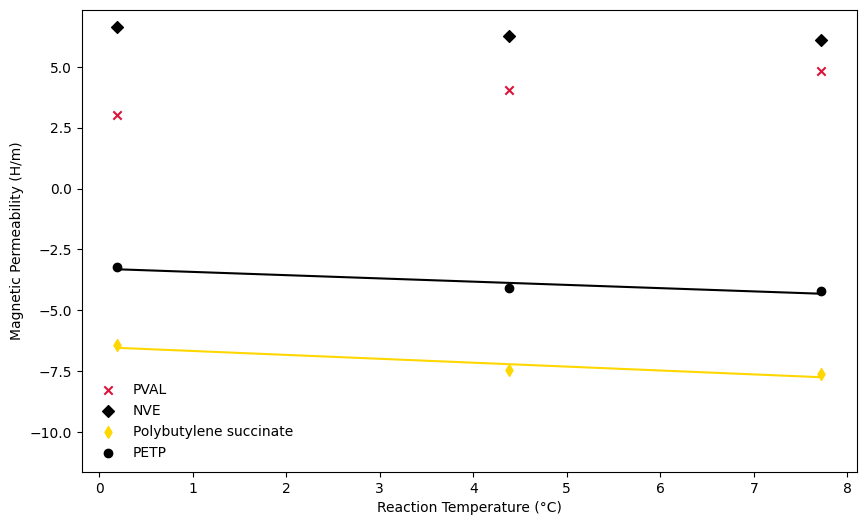 5.0
2.5
0.0
−2.5
−5.0
−7.5
−10.0
Magnetic Permeability (H/m)
PVAL
NVE
Polybutylene succinate
PETP
0 1 2 3 4 5 6 7 8
Reaction Temperature (°C)